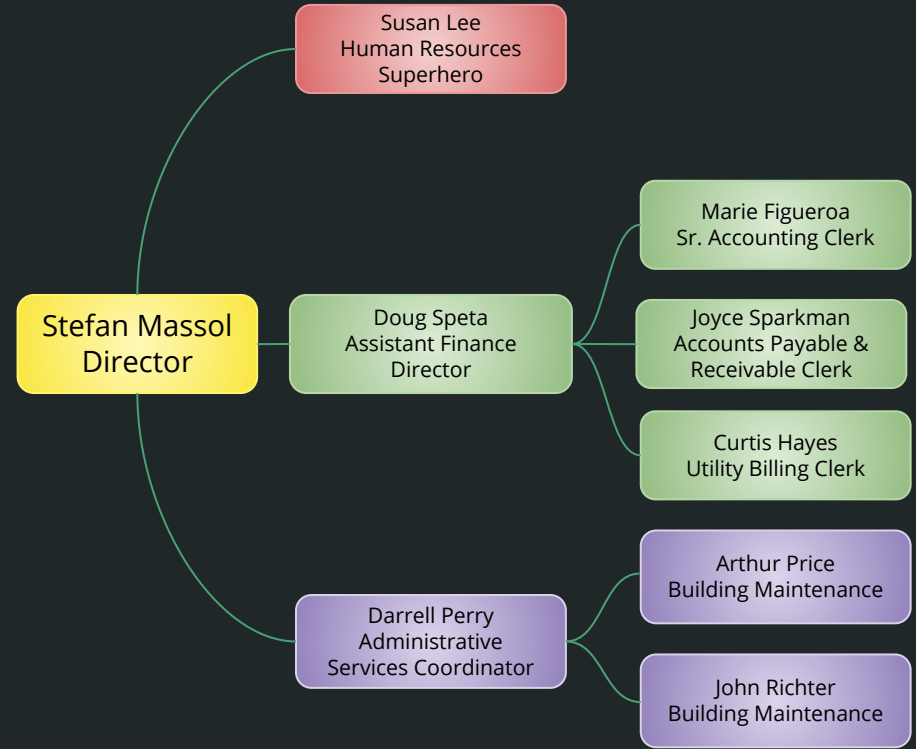 Susan Lee
Human Resources
Superhero
Marie Figueroa
Sr. Accounting Clerk
Stefan Massol
Director
Doug Speta
Assistant Finance
Director
Joyce Sparkman
Accounts Payable &
Receivable Clerk
Curtis Hayes
Utility Billing Clerk
Arthur Price
Building Maintenance
Darrell Perry
Administrative
Services Coordinator
John Richter
Building Maintenance